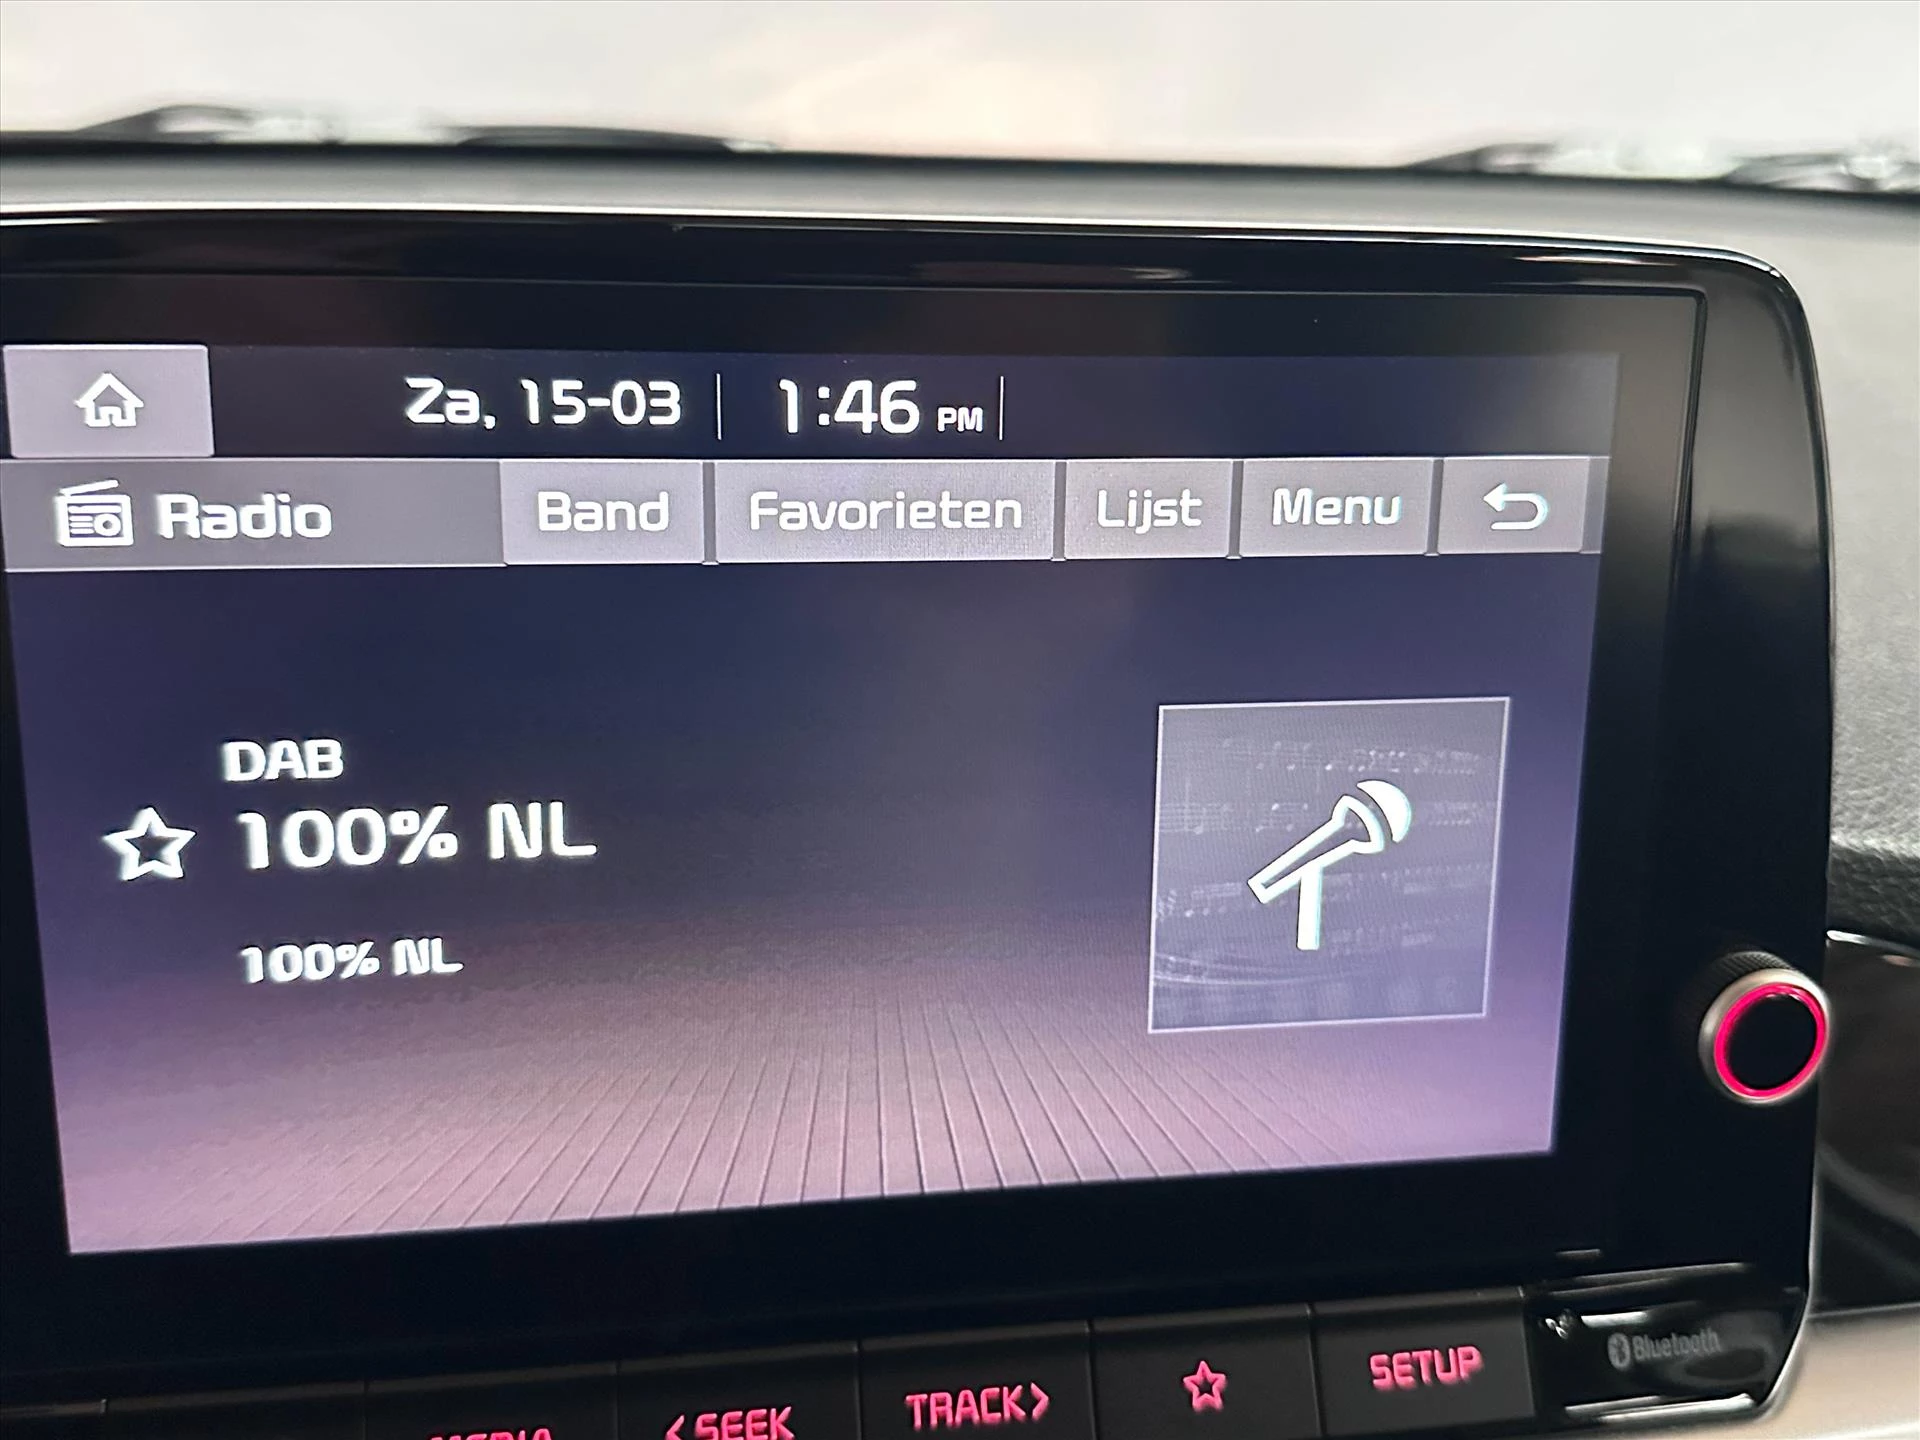 Za, 15-03 1:46 PM
Radio Band Favorieten Lijst Menu
DAB
100% NL
100% NL
MEDIA <SEEK TRACK> SETUP
Bluetooth